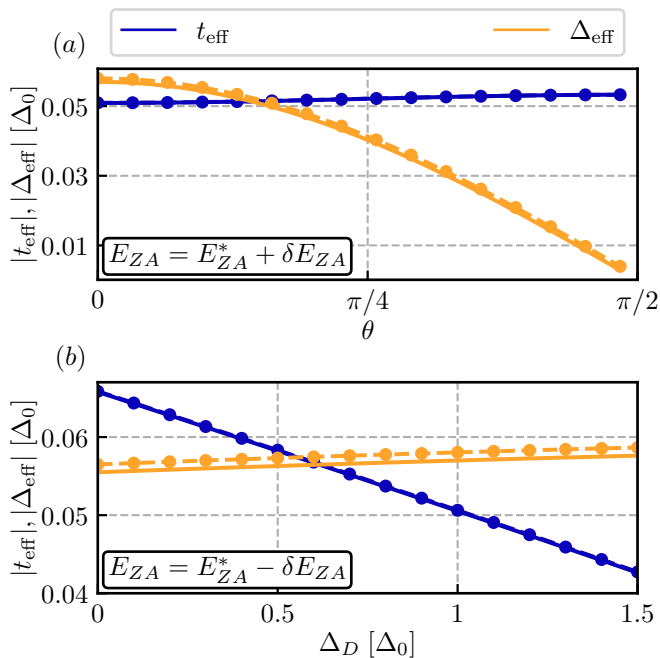 (a)
t_eff Δ_eff
|t_eff|, |Δ_eff| [Δ_0]
0.05
0.03
0.01
E_ZA = E*_ZA + δE_ZA
0 π/4 π/2
θ
(b)
|t_eff|, |Δ_eff| [Δ_0]
0.06
0.05
0.04
E_ZA = E*_ZA − δE_ZA
0 0.5 1 1.5
Δ_D [Δ_0]